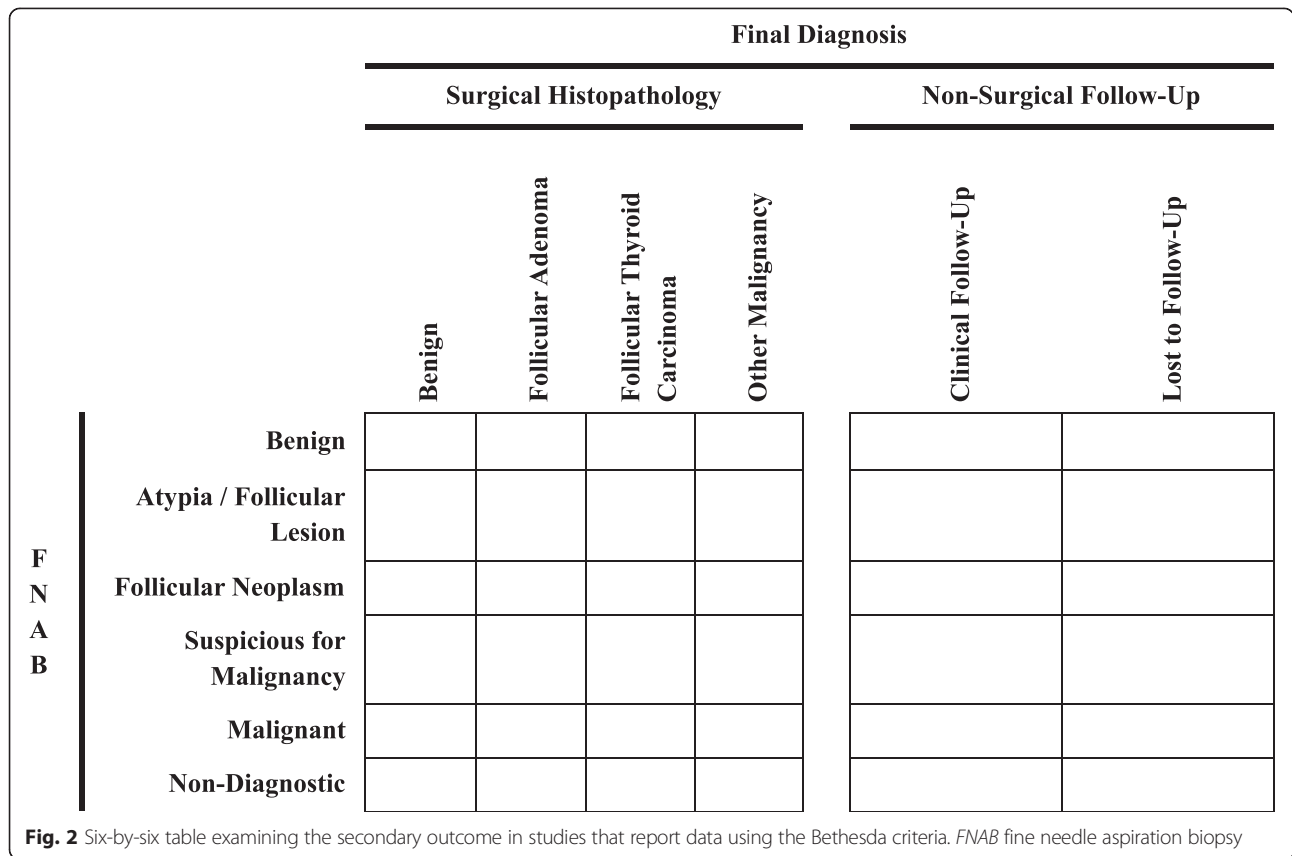 Final Diagnosis
Surgical Histopathology
Non-Surgical Follow-Up
Benign
Follicular Adenoma
Follicular Thyroid
Carcinoma
Other Malignancy
Clinical Follow-Up
Lost to Follow-Up
F
N
A
B
Benign
Atypia / Follicular
Lesion
Follicular Neoplasm
Suspicious for
Malignancy
Malignant
Non-Diagnostic
Fig. 2 Six-by-six table examining the secondary outcome in studies that report data using the Bethesda criteria. FNAB fine needle aspiration biopsy